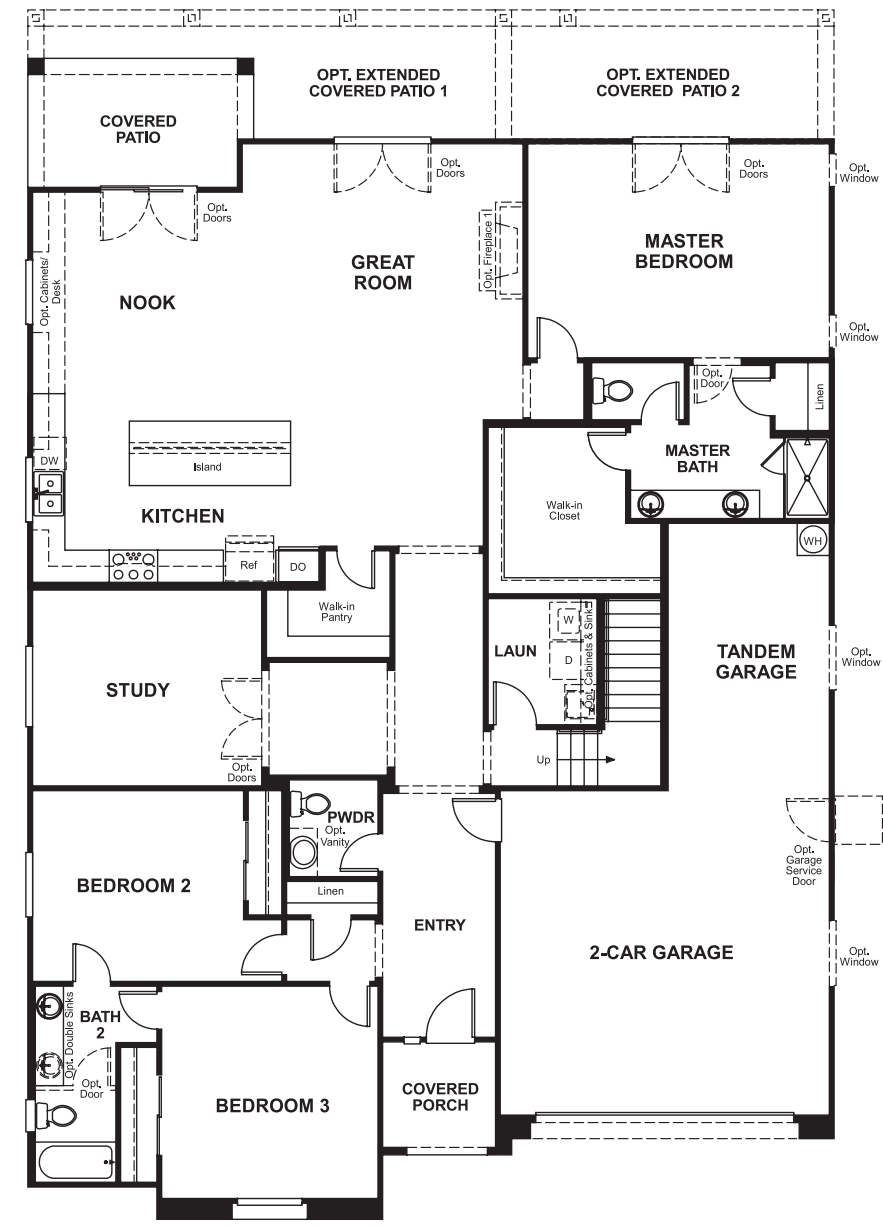 OPT. EXTENDED
COVERED PATIO 1
OPT. EXTENDED
COVERED PATIO 2
COVERED
PATIO
Opt.
Doors
Opt.
Doors
Opt.
Window
Opt.
Doors
Opt. Cabinets/
Desk
NOOK
GREAT
ROOM
Opt. Fireplace 1
MASTER
BEDROOM
Opt.
Window
Opt.
Door
Linen
MASTER
BATH
DW
Island
KITCHEN
Ref
DO
Walk-in
Closet
WH
Walk-in
Pantry
LAUN
W
D
Opt. Cabinets & Sink
TANDEM
GARAGE
Opt.
Window
STUDY
Opt.
Doors
Up
PWDR
Opt.
Vanity
Opt.
Garage
Service
Door
BEDROOM 2
Linen
ENTRY
2-CAR GARAGE
Opt.
Window
Opt. Double Sinks
BATH
2
Opt.
Door
BEDROOM 3
COVERED
PORCH